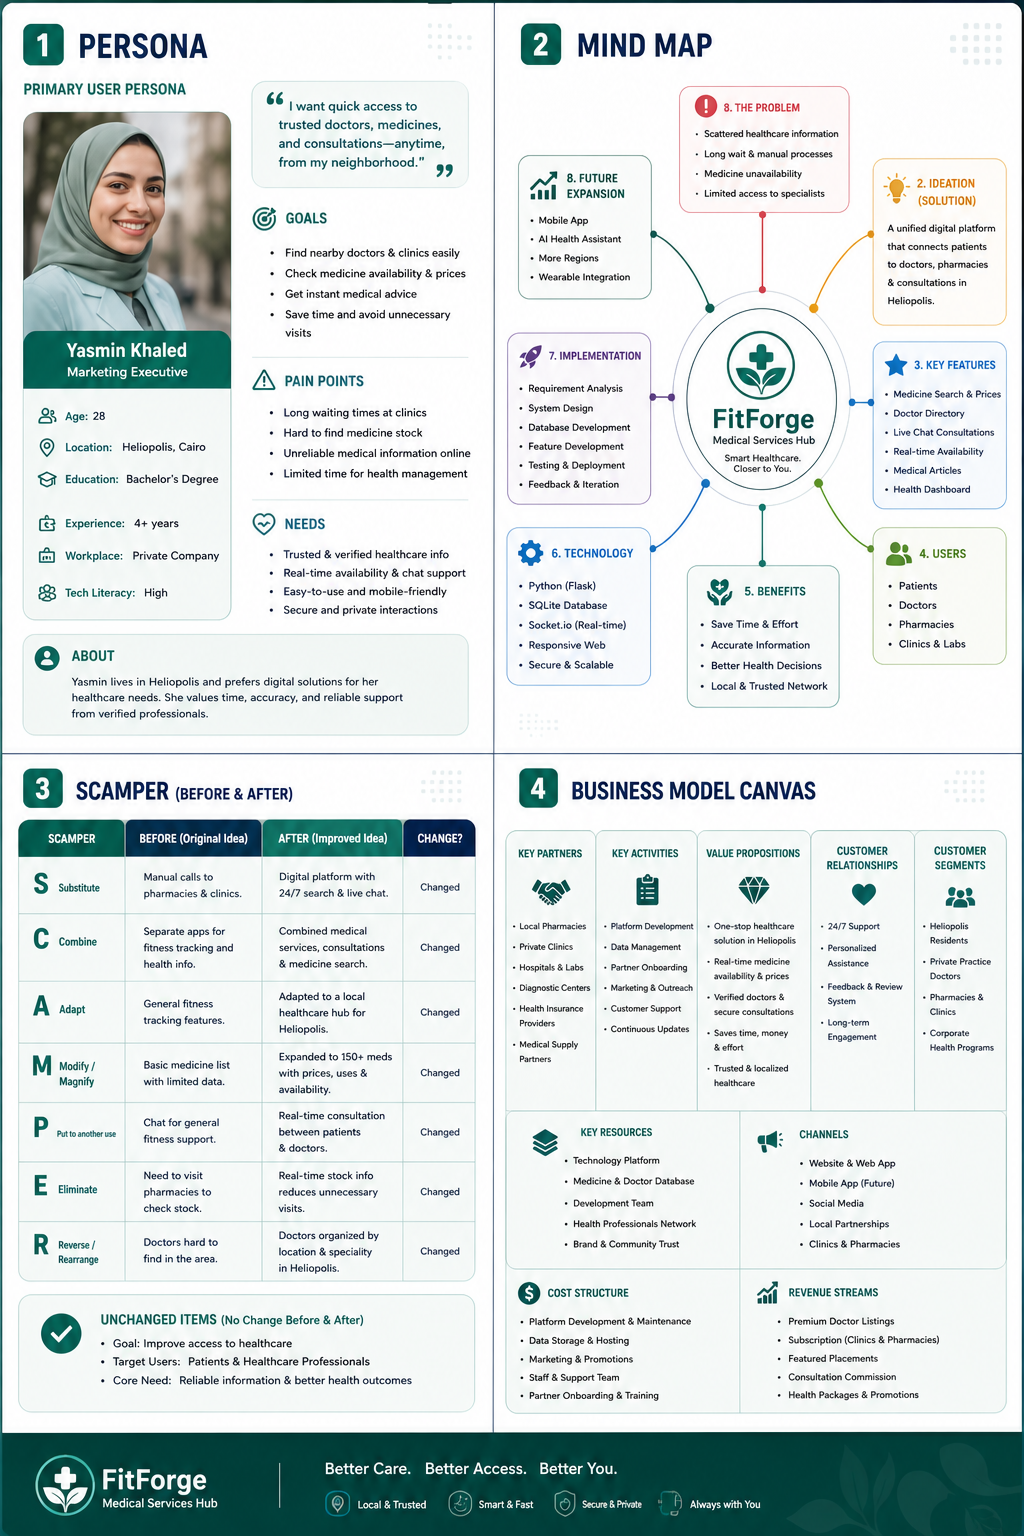 1 PERSONA
PRIMARY USER PERSONA
“ I want quick access to
trusted doctors, medicines,
and consultations—anytime,
from my neighborhood.”
Yasmin Khaled
Marketing Executive
Age: 28
Location: Heliopolis, Cairo
Education: Bachelor's Degree
Experience: 4+ years
Workplace: Private Company
Tech Literacy: High
GOALS
• Find nearby doctors & clinics easily
• Check medicine availability & prices
• Get instant medical advice
• Save time and avoid unnecessary
visits
PAIN POINTS
• Long waiting times at clinics
• Hard to find medicine stock
• Unreliable medical information online
• Limited time for health management
NEEDS
• Trusted & verified healthcare info
• Real-time availability & chat support
• Easy-to-use and mobile-friendly
• Secure and private interactions
ABOUT
Yasmin lives in Heliopolis and prefers digital solutions for her
healthcare needs. She values time, accuracy, and reliable support
from verified professionals.
2 MIND MAP
8. THE PROBLEM
• Scattered healthcare information
• Long wait & manual processes
• Medicine unavailability
• Limited access to specialists
8. FUTURE
EXPANSION
• Mobile App
• AI Health Assistant
• More Regions
• Wearable Integration
2. IDEATION
(SOLUTION)
A unified digital platform
that connects patients
to doctors, pharmacies
& consultations in
Heliopolis.
7. IMPLEMENTATION
• Requirement Analysis
• System Design
• Database Development
• Feature Development
• Testing & Deployment
• Feedback & Iteration
FitForge
Medical Services Hub
Smart Healthcare.
Closer to You.
3. KEY FEATURES
• Medicine Search & Prices
• Doctor Directory
• Live Chat Consultations
• Real-time Availability
• Medical Articles
• Health Dashboard
6. TECHNOLOGY
• Python (Flask)
• SQLite Database
• Socket.io (Real-time)
• Responsive Web
• Secure & Scalable
5. BENEFITS
• Save Time & Effort
• Accurate Information
• Better Health Decisions
• Local & Trusted Network
4. USERS
• Patients
• Doctors
• Pharmacies
• Clinics & Labs
3 SCAMPER (BEFORE & AFTER)
SCAMPER BEFORE (Original Idea) AFTER (Improved Idea) CHANGE?
S Substitute
Manual calls to
pharmacies & clinics.
Digital platform with
24/7 search & live chat.
Changed
C Combine
Separate apps for
fitness tracking and
health info.
Combined medical
services, consultations
& medicine search.
Changed
A Adapt
General fitness
tracking features.
Adapted to a local
healthcare hub for
Heliopolis.
Changed
M Modify /
Magnify
Basic medicine list
with limited data.
Expanded to 150+ meds
with prices, uses &
availability.
Changed
P Put to another use
Chat for general
fitness support.
Real-time consultation
between patients
& doctors.
Changed
E Eliminate
Need to visit
pharmacies to
check stock.
Real-time stock info
reduces unnecessary
visits.
Changed
R Reverse /
Rearrange
Doctors hard to
find in the area.
Doctors organized by
location & speciality
in Heliopolis.
Changed
UNCHANGED ITEMS (No Change Before & After)
• Goal: Improve access to healthcare
• Target Users: Patients & Healthcare Professionals
• Core Need: Reliable information & better health outcomes
4 BUSINESS MODEL CANVAS
KEY PARTNERS
• Local Pharmacies
• Private Clinics
• Hospitals & Labs
• Diagnostic Centers
• Health Insurance
Providers
• Medical Supply
Partners
KEY ACTIVITIES
• Platform Development
• Data Management
• Partner Onboarding
• Marketing & Outreach
• Customer Support
• Continuous Updates
VALUE PROPOSITIONS
• One-stop healthcare
solution in Heliopolis
• Real-time medicine
availability & prices
• Verified doctors &
secure consultations
• Saves time, money
& effort
• Trusted & localized
healthcare
CUSTOMER
RELATIONSHIPS
• 24/7 Support
• Personalized
Assistance
• Feedback & Review
System
• Long-term
Engagement
CUSTOMER
SEGMENTS
• Heliopolis
Residents
• Private Practice
Doctors
• Pharmacies &
Clinics
• Corporate
Health Programs
KEY RESOURCES
• Technology Platform
• Medicine & Doctor Database
• Development Team
• Health Professionals Network
• Brand & Community Trust
CHANNELS
• Website & Web App
• Mobile App (Future)
• Social Media
• Local Partnerships
• Clinics & Pharmacies
COST STRUCTURE
• Platform Development & Maintenance
• Data Storage & Hosting
• Marketing & Promotions
• Staff & Support Team
• Partner Onboarding & Training
REVENUE STREAMS
• Premium Doctor Listings
• Subscription (Clinics & Pharmacies)
• Featured Placements
• Consultation Commission
• Health Packages & Promotions
FitForge
Medical Services Hub
Better Care. Better Access. Better You.
Local & Trusted Smart & Fast Secure & Private Always with You